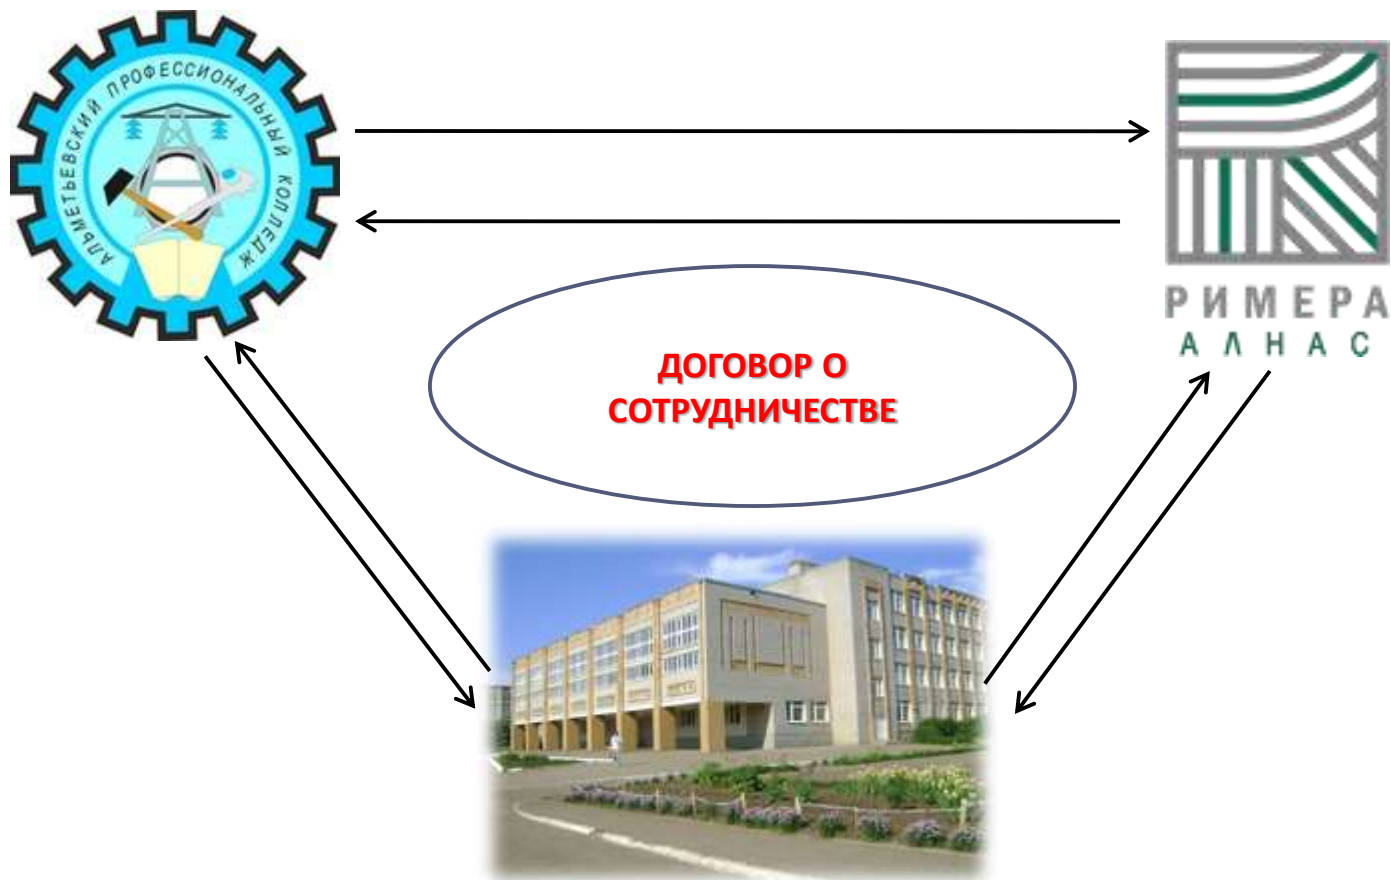 АЛЬМЕТЬЕВСКИЙ ПРОФЕССИОНАЛЬНЫЙ КОЛЛЕДЖ
РИМЕРА
АЛНАС
ДОГОВОР О
СОТРУДНИЧЕСТВЕ